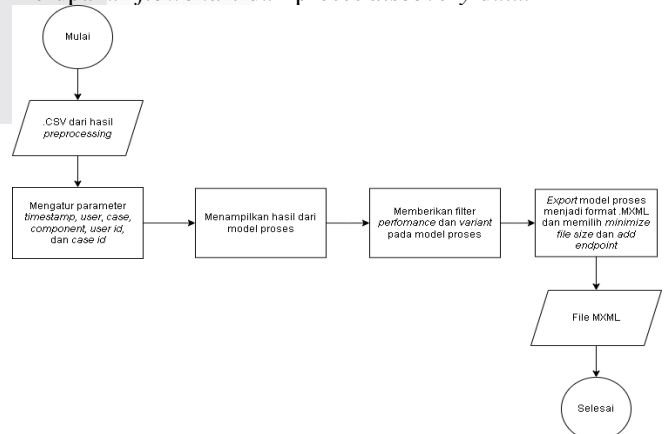 Mulai
.CSV dari hasil
preprocessing
Mengatur parameter
timestamp, user, case,
component, user id,
dan case id
Menampilkan hasil dari
model proses
Memberikan filter
perfomance dan variant
pada model proses
Export model proses
menjadi format .MXML
dan memilih minimize
file size dan add
endpoint
File MXML
Selesai